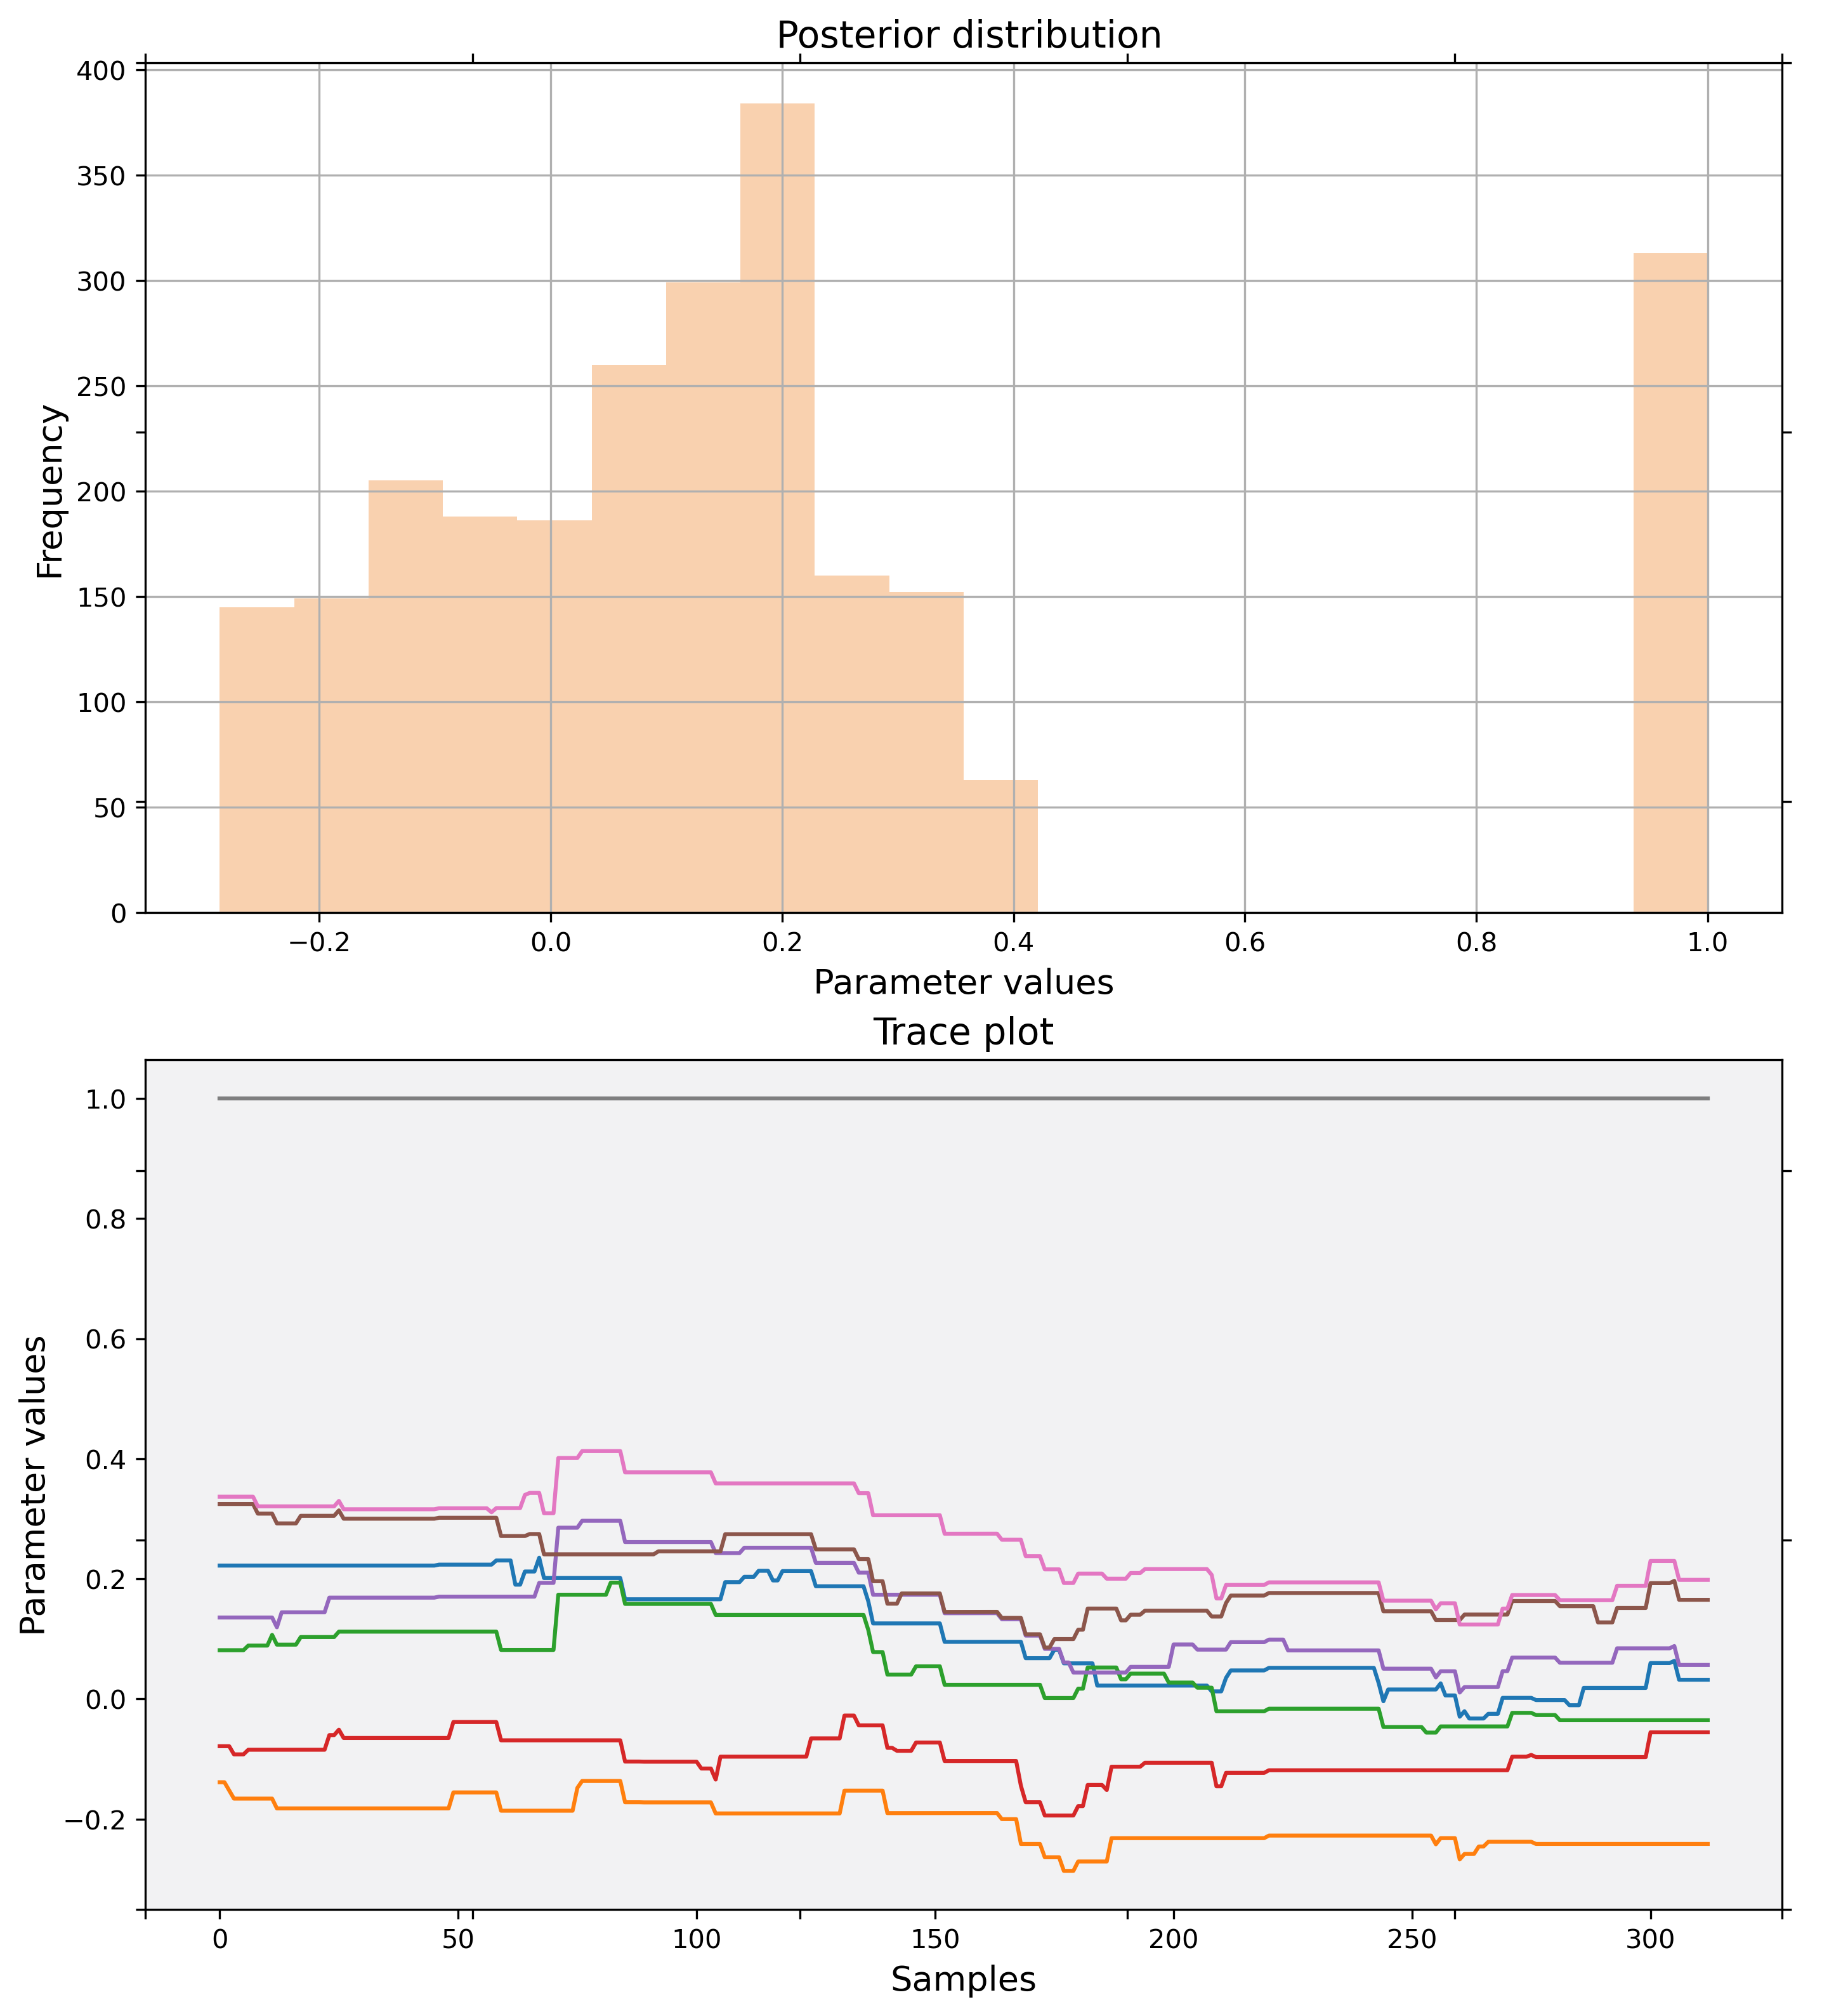 Posterior distribution
400
350
300
250
200
150
100
50
0
Frequency
−0.2 0.0 0.2 0.4 0.6 0.8 1.0
Parameter values
Trace plot
1.0
0.8
0.6
0.4
0.2
0.0
−0.2
Parameter values
0 50 100 150 200 250 300
Samples